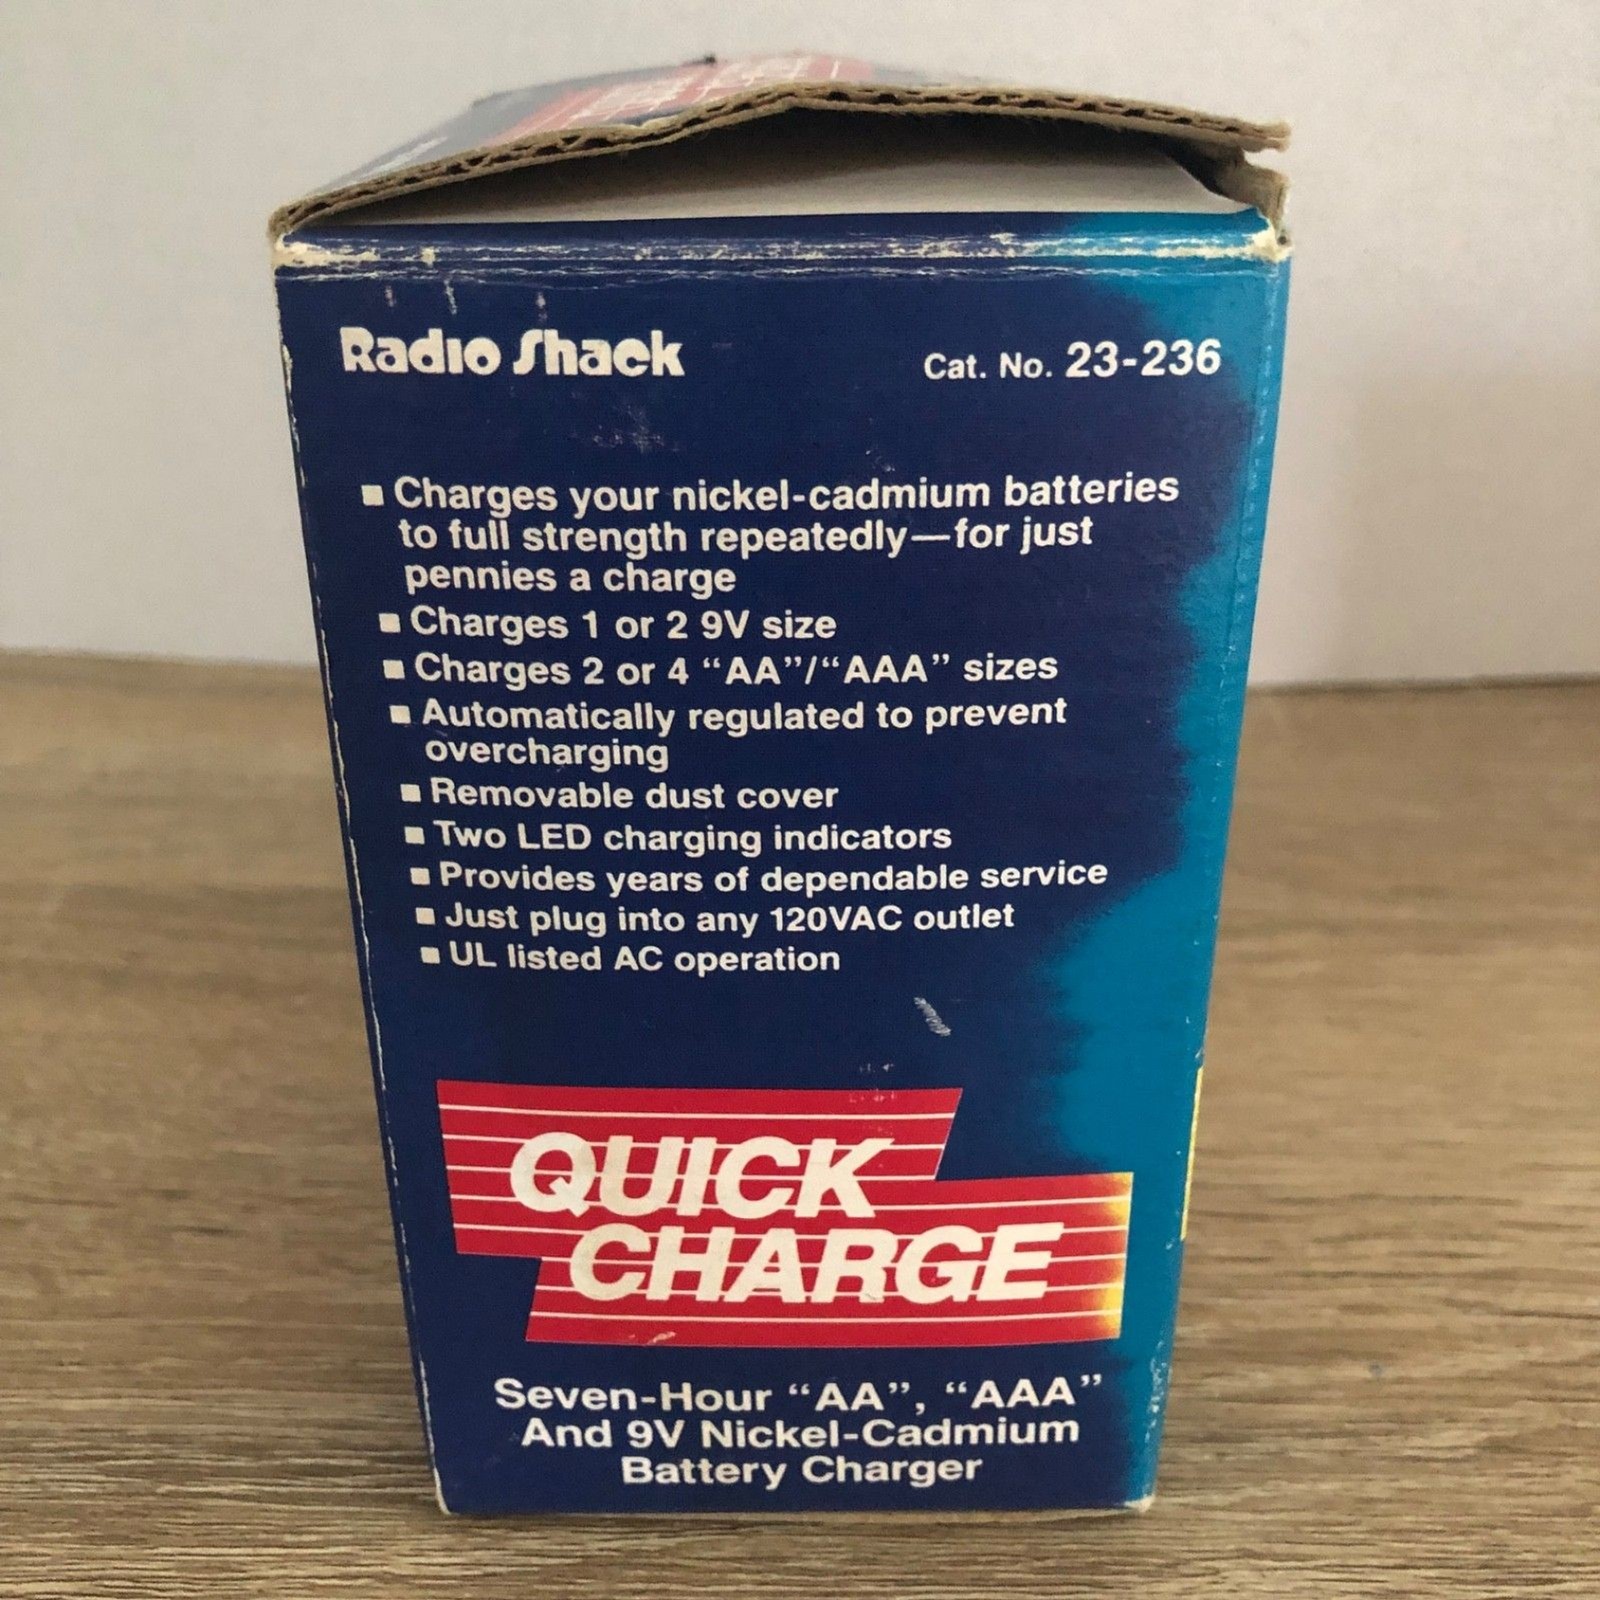 Radio Shack
Cat. No. 23-236
■ Charges your nickel-cadmium batteries
to full strength repeatedly—for just
pennies a charge
■ Charges 1 or 2 9V size
■ Charges 2 or 4 “AA”/“AAA” sizes
■ Automatically regulated to prevent
overcharging
■ Removable dust cover
■ Two LED charging indicators
■ Provides years of dependable service
■ Just plug into any 120VAC outlet
■ UL listed AC operation
QUICK
CHARGE
Seven-Hour “AA”, “AAA”
And 9V Nickel-Cadmium
Battery Charger